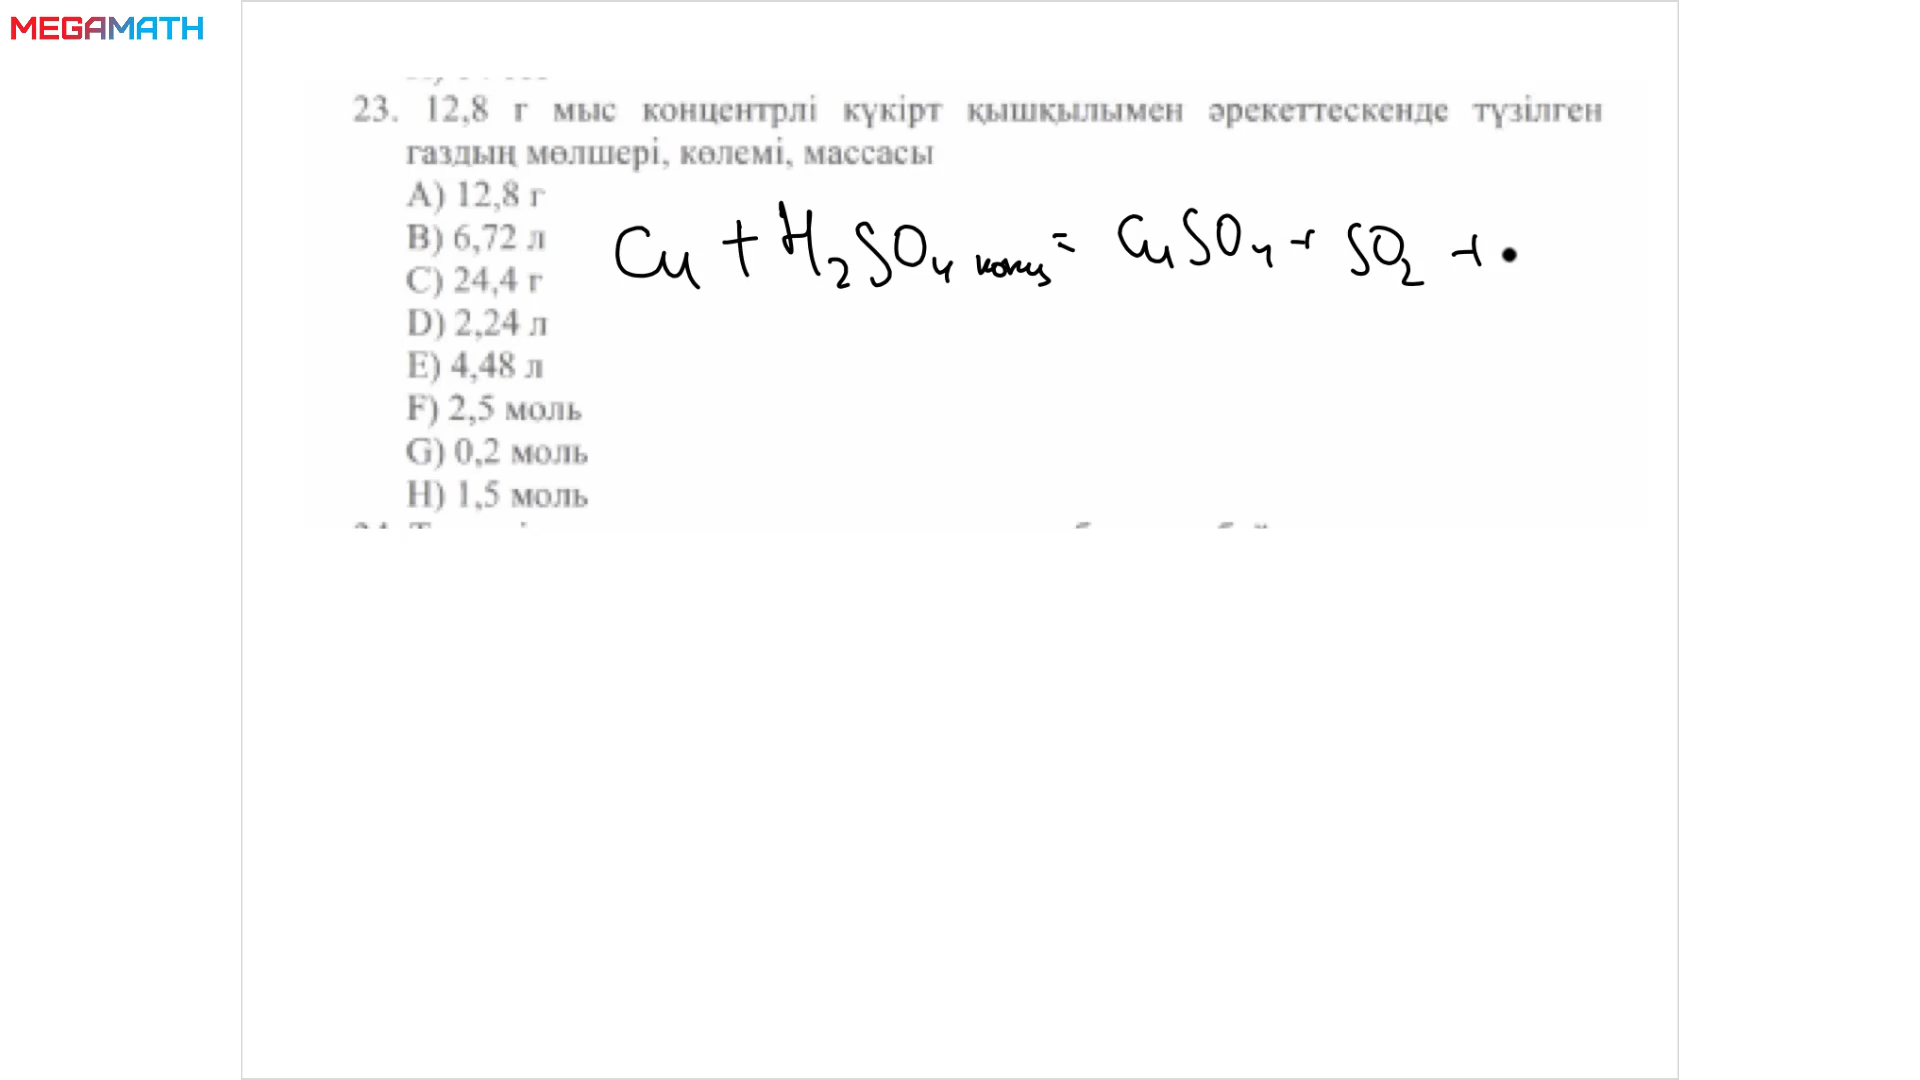 MEGAMATH
23. 12,8 г мыс концентрлі күкірт қышқылымен әрекеттескенде түзілген
газдың мөлшері, көлемі, массасы
A) 12,8 г
B) 6,72 л
C) 24,4 г
D) 2,24 л
E) 4,48 л
F) 2,5 моль
G) 0,2 моль
H) 1,5 моль
Cu + H₂SO₄ конц = CuSO₄ + SO₂ +